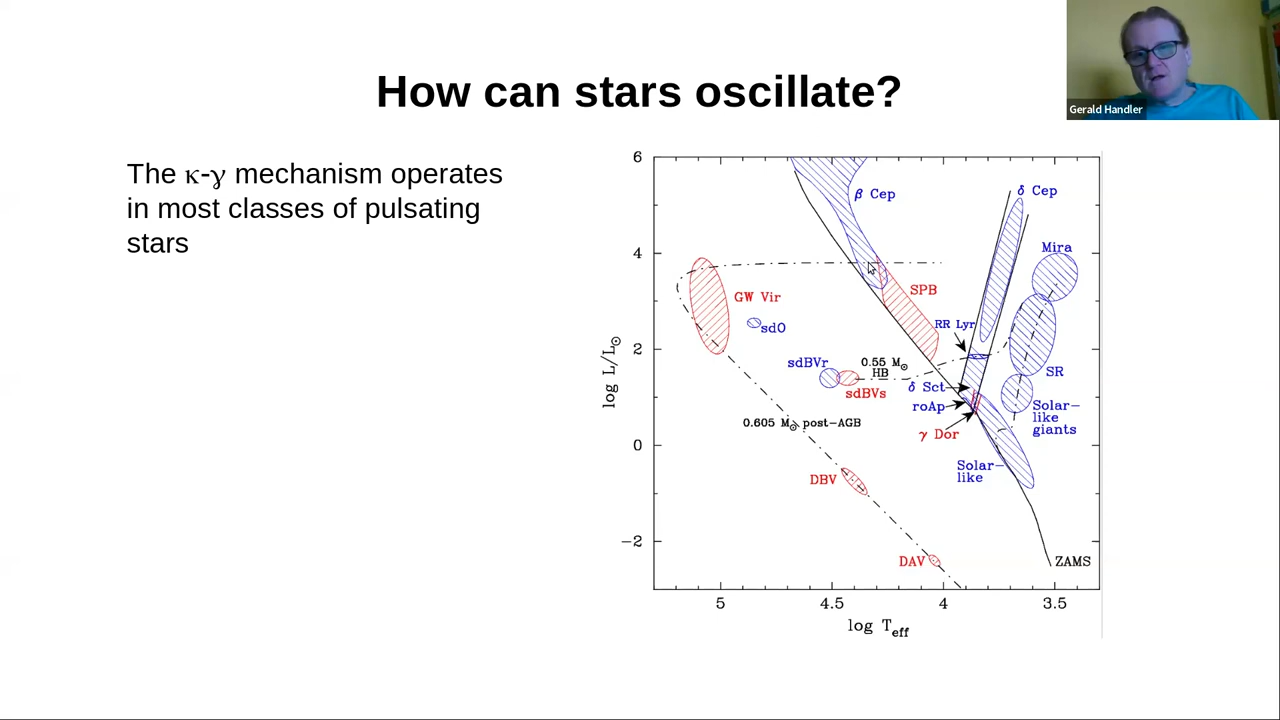 How can stars oscillate?
Gerald Handler
The κ-γ mechanism operates
in most classes of pulsating
stars
6
4
2
0
−2
log L/L☉
β Cep
δ Cep
Mira
GW Vir
SPB
sdO
RR Lyr
sdBVr
0.55 M☉
HB
SR
sdBVs
δ Sct
roAp
Solar−
like
giants
0.605 M☉ post−AGB
γ Dor
Solar−
like
DBV
DAV
ZAMS
5
4.5
4
3.5
log Teff